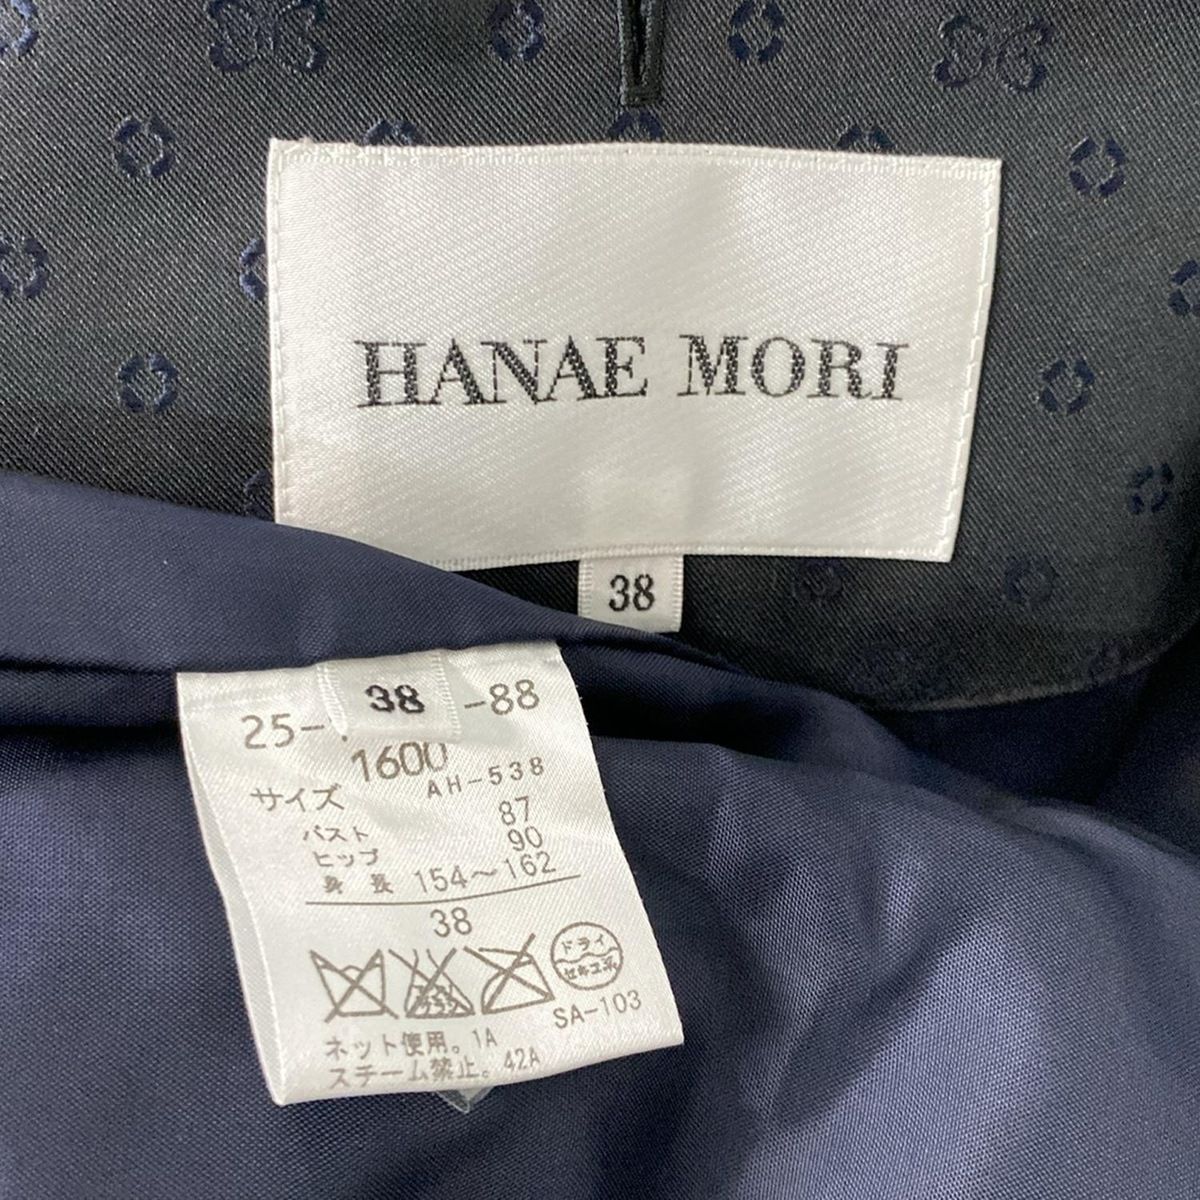 HANAE MORI
38
25- 38 -88
1600
AH-538
サイズ
バスト 87
ヒップ 90
身長 154〜162
38
ドライ
セキユ系
SA-103
ネット使用。1A
スチーム禁止。42A